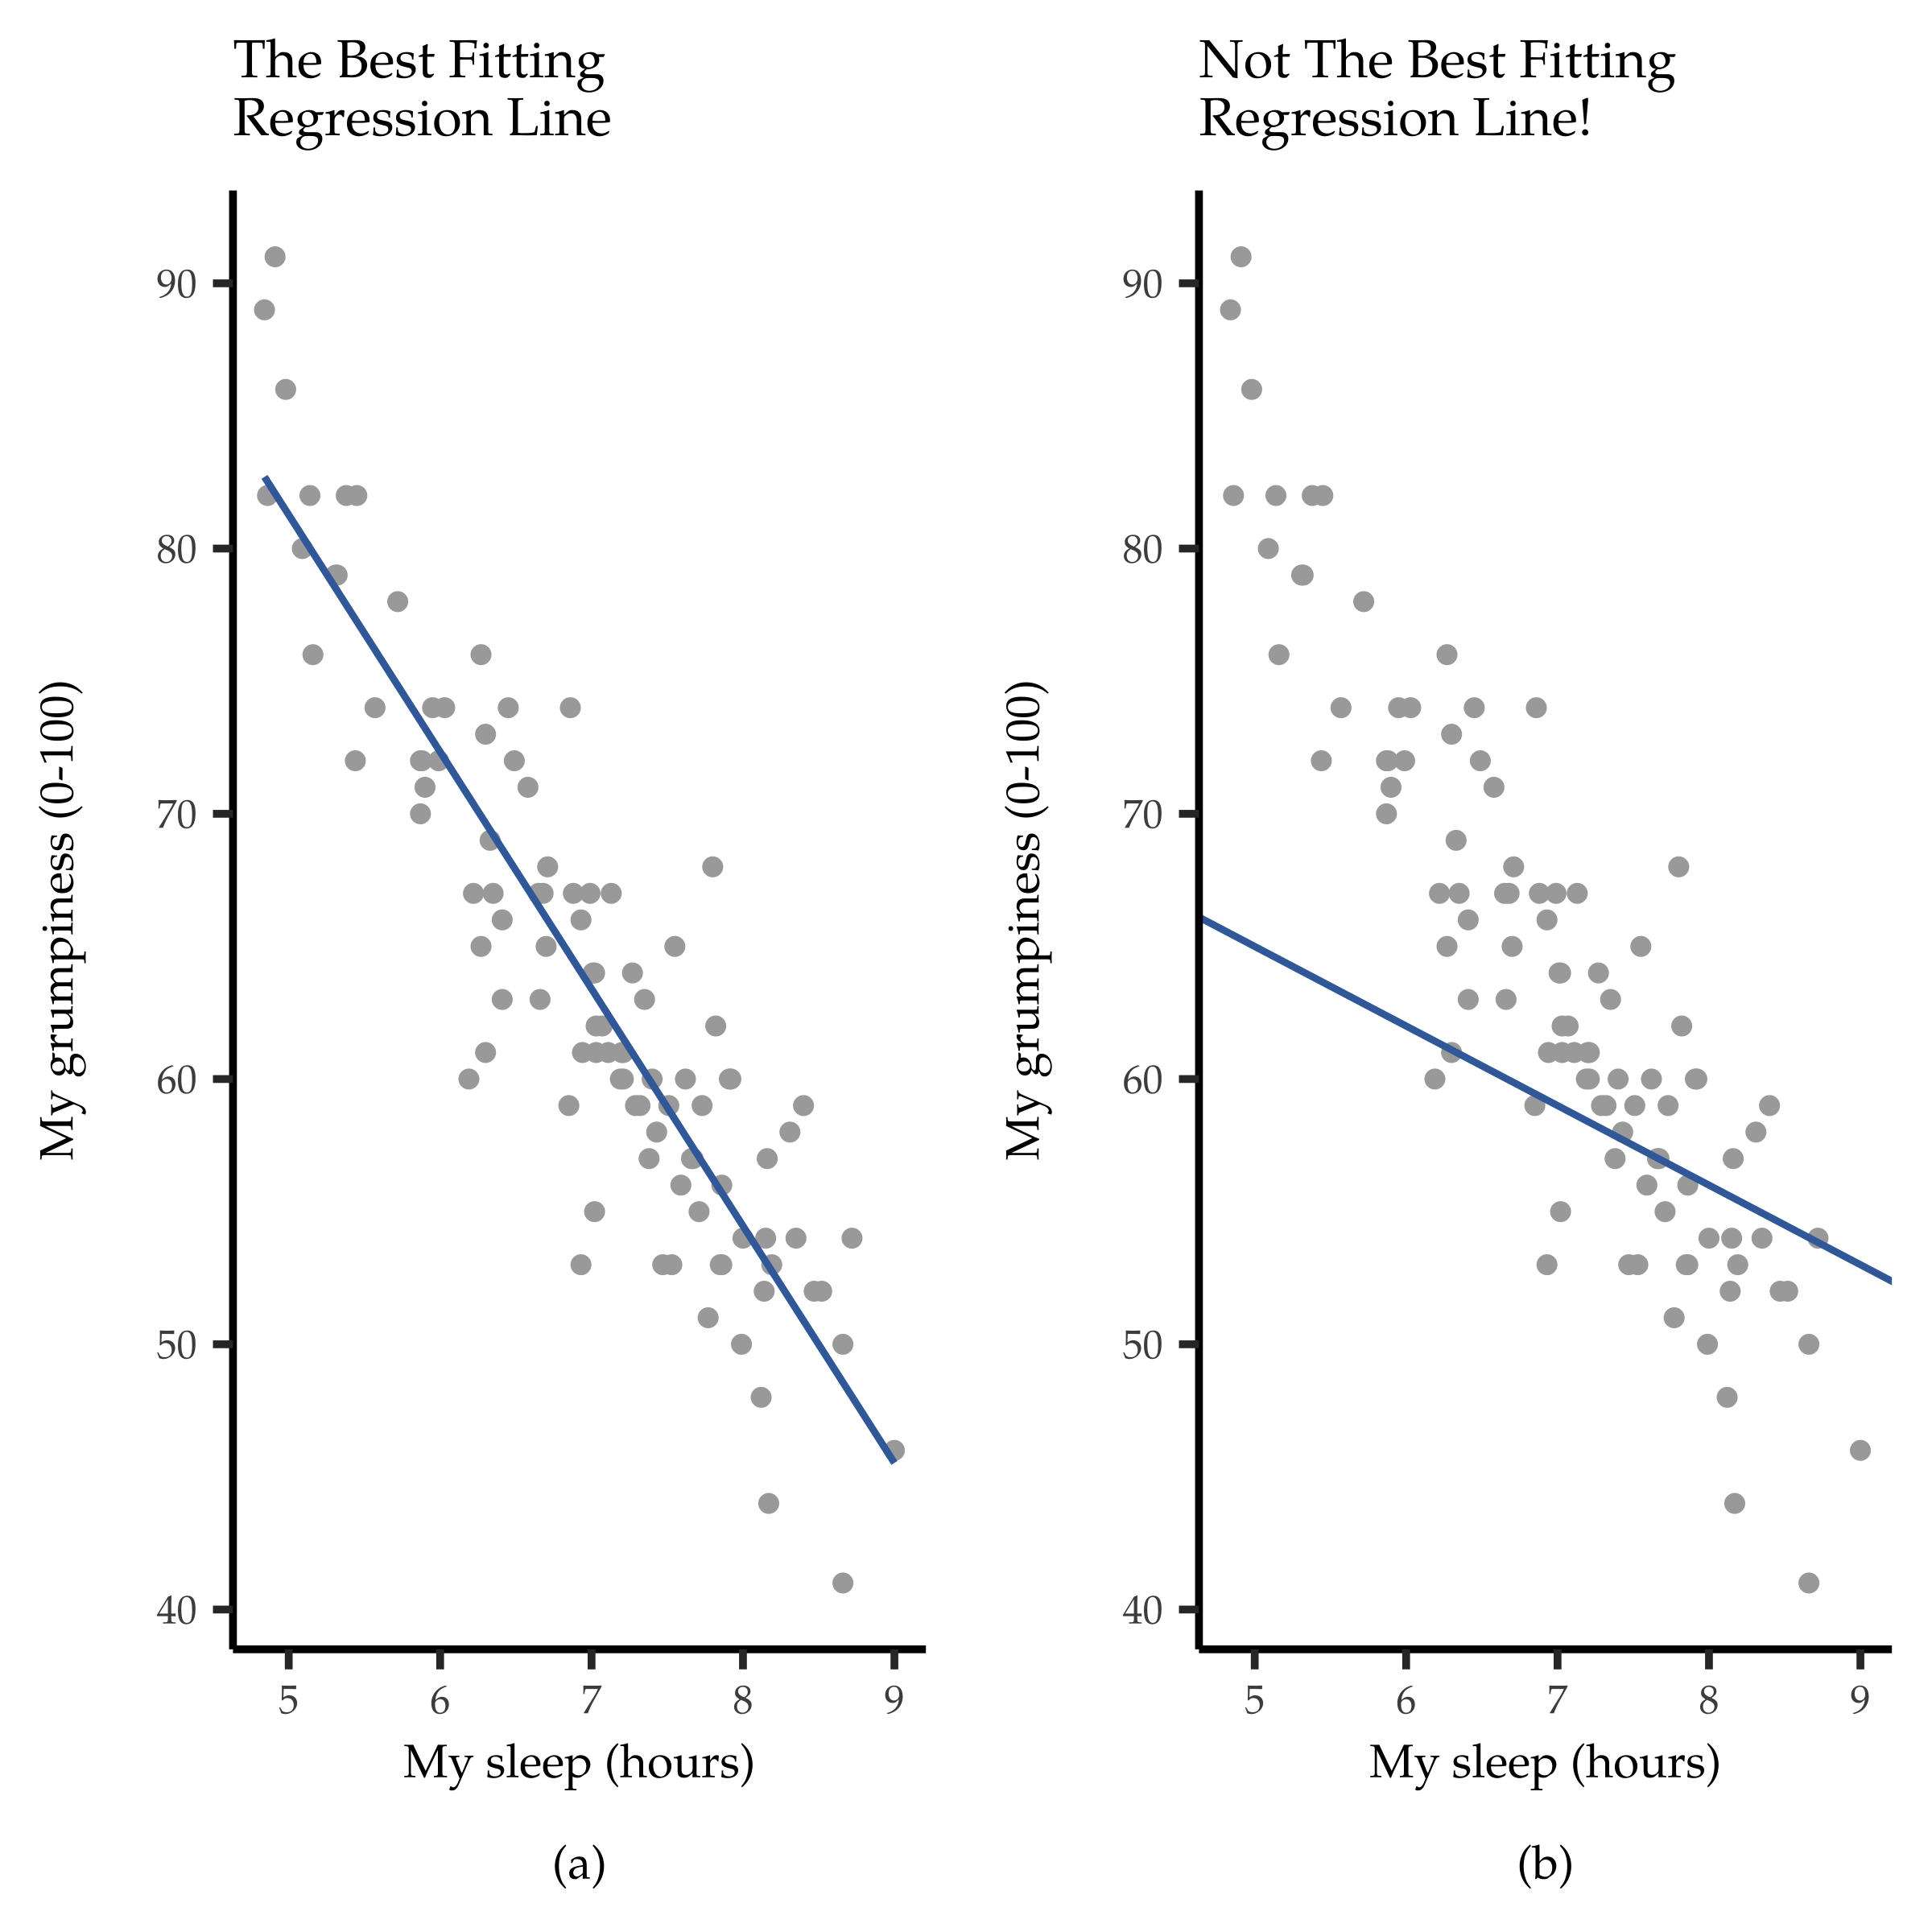 The Best Fitting
Regression Line
My grumpiness (0-100)
90
80
70
60
50
40
5 6 7 8 9
My sleep (hours)
(a)
Not The Best Fitting
Regression Line!
My grumpiness (0-100)
90
80
70
60
50
40
5 6 7 8 9
My sleep (hours)
(b)